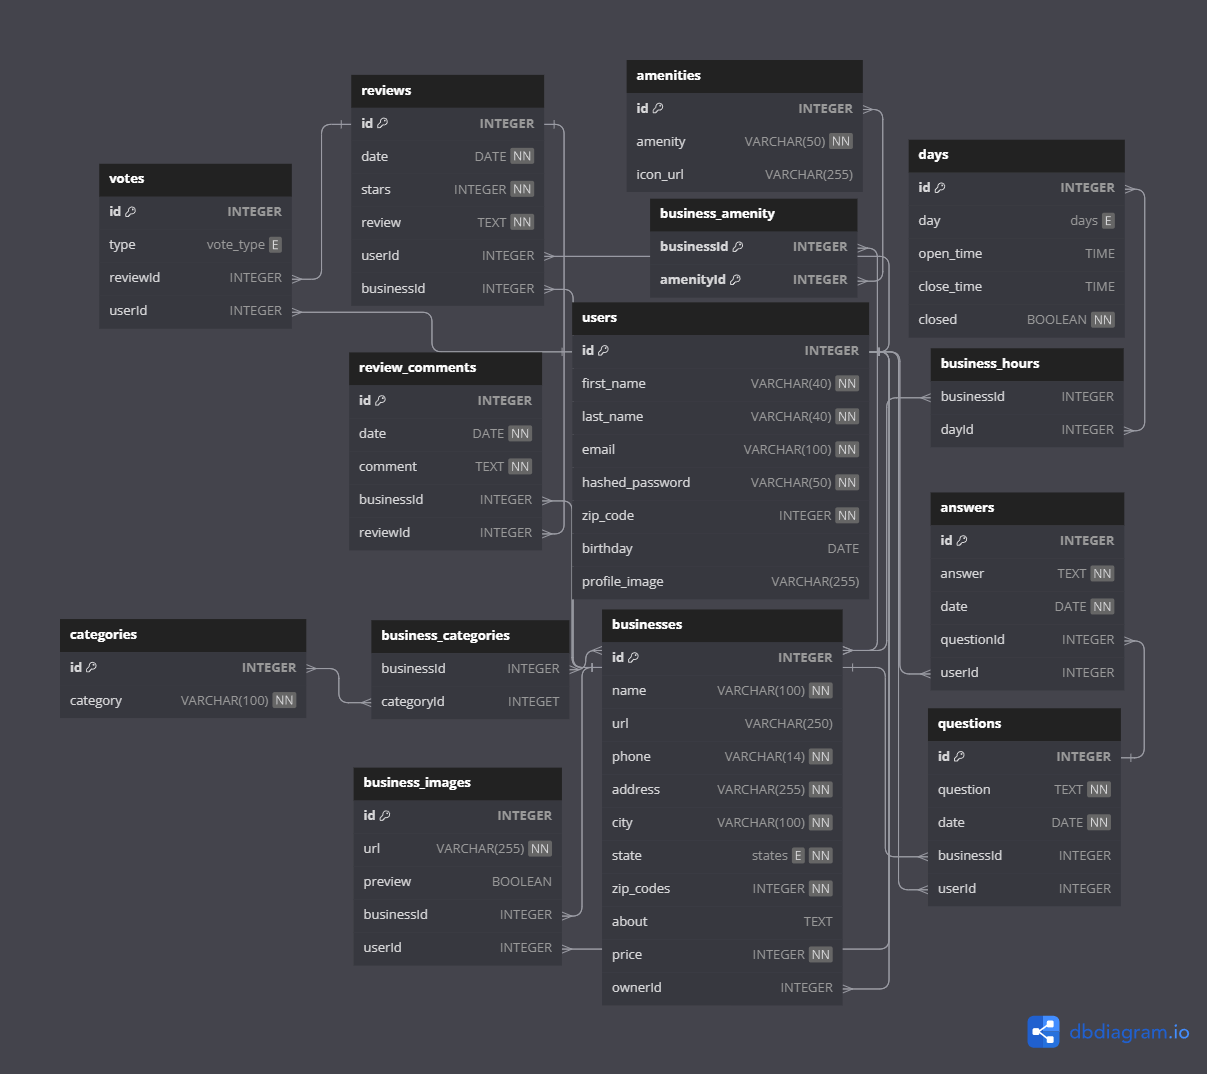 amenities
id INTEGER
amenity VARCHAR(50) NN
icon_url VARCHAR(255)
reviews
id INTEGER
date DATE NN
stars INTEGER NN
review TEXT NN
userId INTEGER
businessId INTEGER
days
id INTEGER
day days E
open_time TIME
close_time TIME
closed BOOLEAN NN
votes
id INTEGER
type vote_type E
reviewId INTEGER
userId INTEGER
business_amenity
businessId INTEGER
amenityId INTEGER
users
id INTEGER
first_name VARCHAR(40) NN
last_name VARCHAR(40) NN
email VARCHAR(100) NN
hashed_password VARCHAR(50) NN
zip_code INTEGER NN
birthday DATE
profile_image VARCHAR(255)
review_comments
id INTEGER
date DATE NN
comment TEXT NN
businessId INTEGER
reviewId INTEGER
business_hours
businessId INTEGER
dayId INTEGER
answers
id INTEGER
answer TEXT NN
date DATE NN
questionId INTEGER
userId INTEGER
categories
id INTEGER
category VARCHAR(100) NN
business_categories
businessId INTEGER
categoryId INTEGET
businesses
id INTEGER
name VARCHAR(100) NN
url VARCHAR(250)
phone VARCHAR(14) NN
address VARCHAR(255) NN
city VARCHAR(100) NN
state states E NN
zip_codes INTEGER NN
about TEXT
price INTEGER NN
ownerId INTEGER
questions
id INTEGER
question TEXT NN
date DATE NN
businessId INTEGER
userId INTEGER
business_images
id INTEGER
url VARCHAR(255) NN
preview BOOLEAN
businessId INTEGER
userId INTEGER
dbdiagram.io